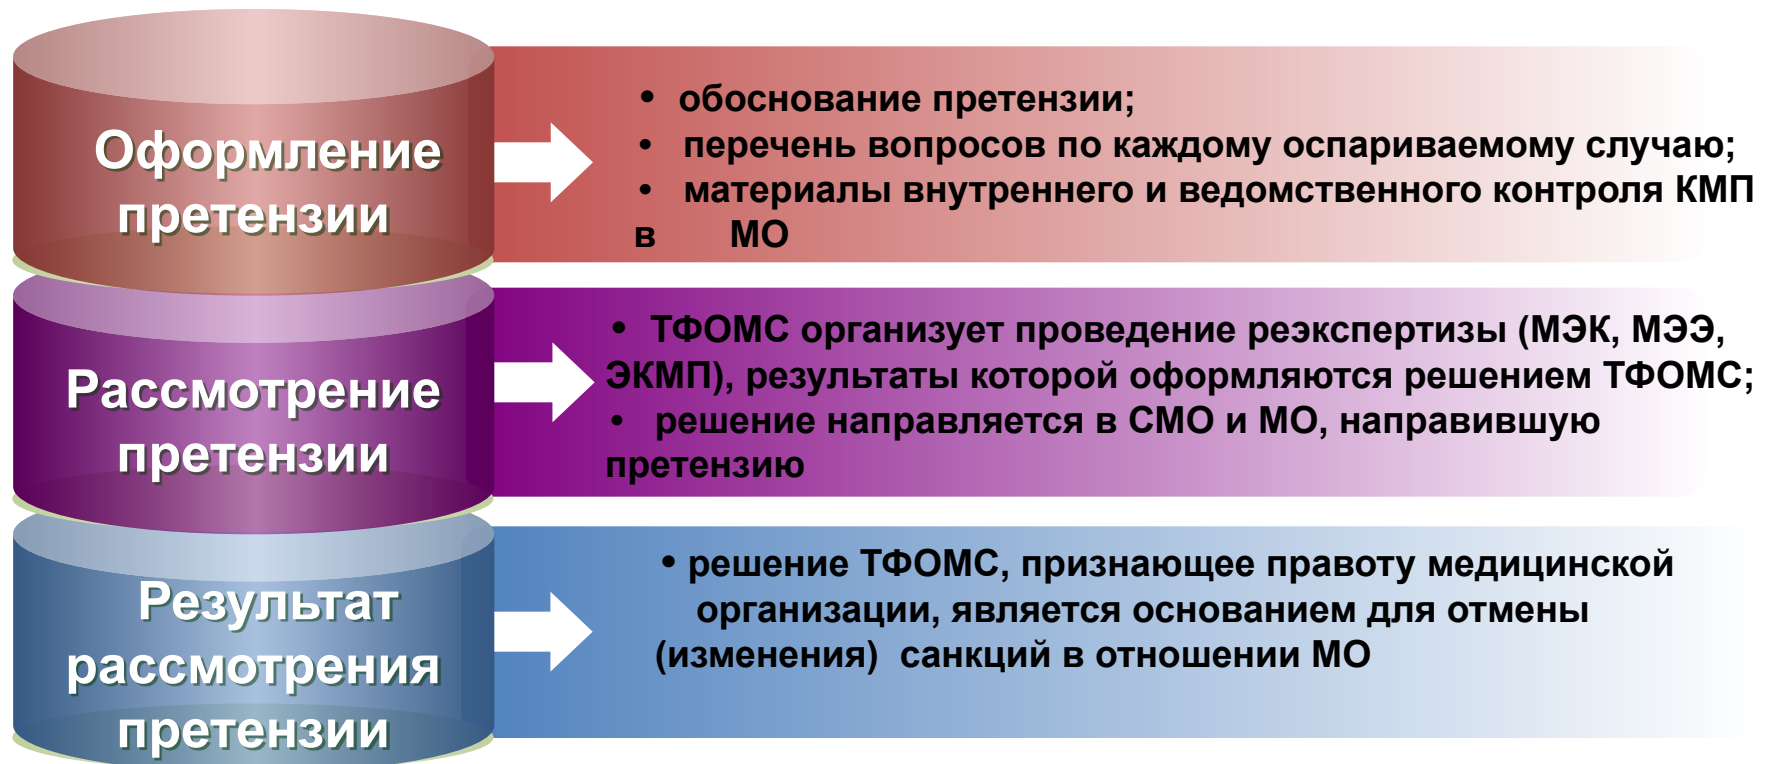 Оформление
претензии
• обоснование претензии;
• перечень вопросов по каждому оспариваемому случаю;
• материалы внутреннего и ведомственного контроля КМП
в МО
Рассмотрение
претензии
• ТФОМС организует проведение реэкспертизы (МЭК, МЭЭ,
ЭКМП), результаты которой оформляются решением ТФОМС;
• решение направляется в СМО и МО, направившую
претензию
Результат
рассмотрения
претензии
• решение ТФОМС, признающее правоту медицинской
организации, является основанием для отмены
(изменения) санкций в отношении МО